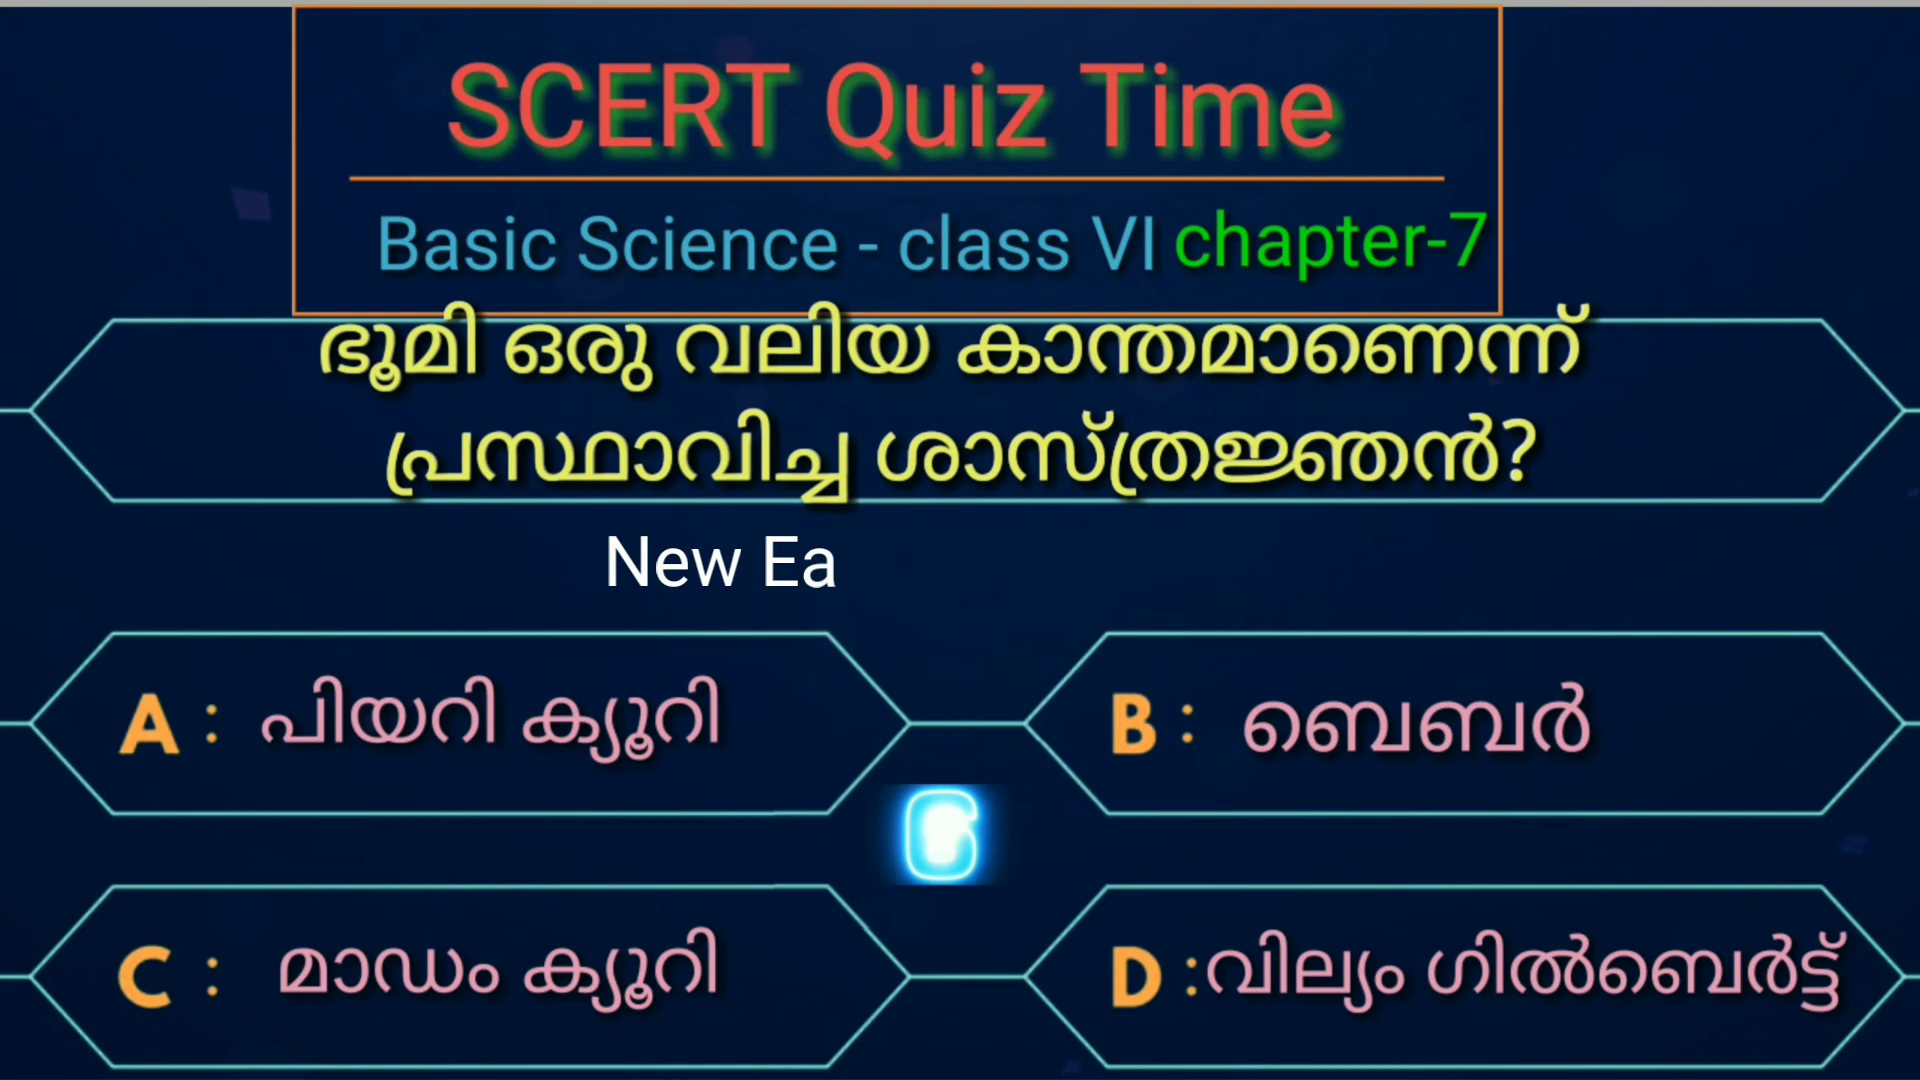 SCERT Quiz Time
Basic Science - class VI chapter-7
ഭൂമി ഒരു വലിയ കാന്തമാണെന്ന്
പ്രസ്ഥാവിച്ച ശാസ്ത്രജ്ഞൻ?
New Ea
A : പിയറി ക്യൂറി
B : ബെബർ
6
C : മാഡം ക്യൂറി
D :വില്യം ഗിൽബെർട്ട്